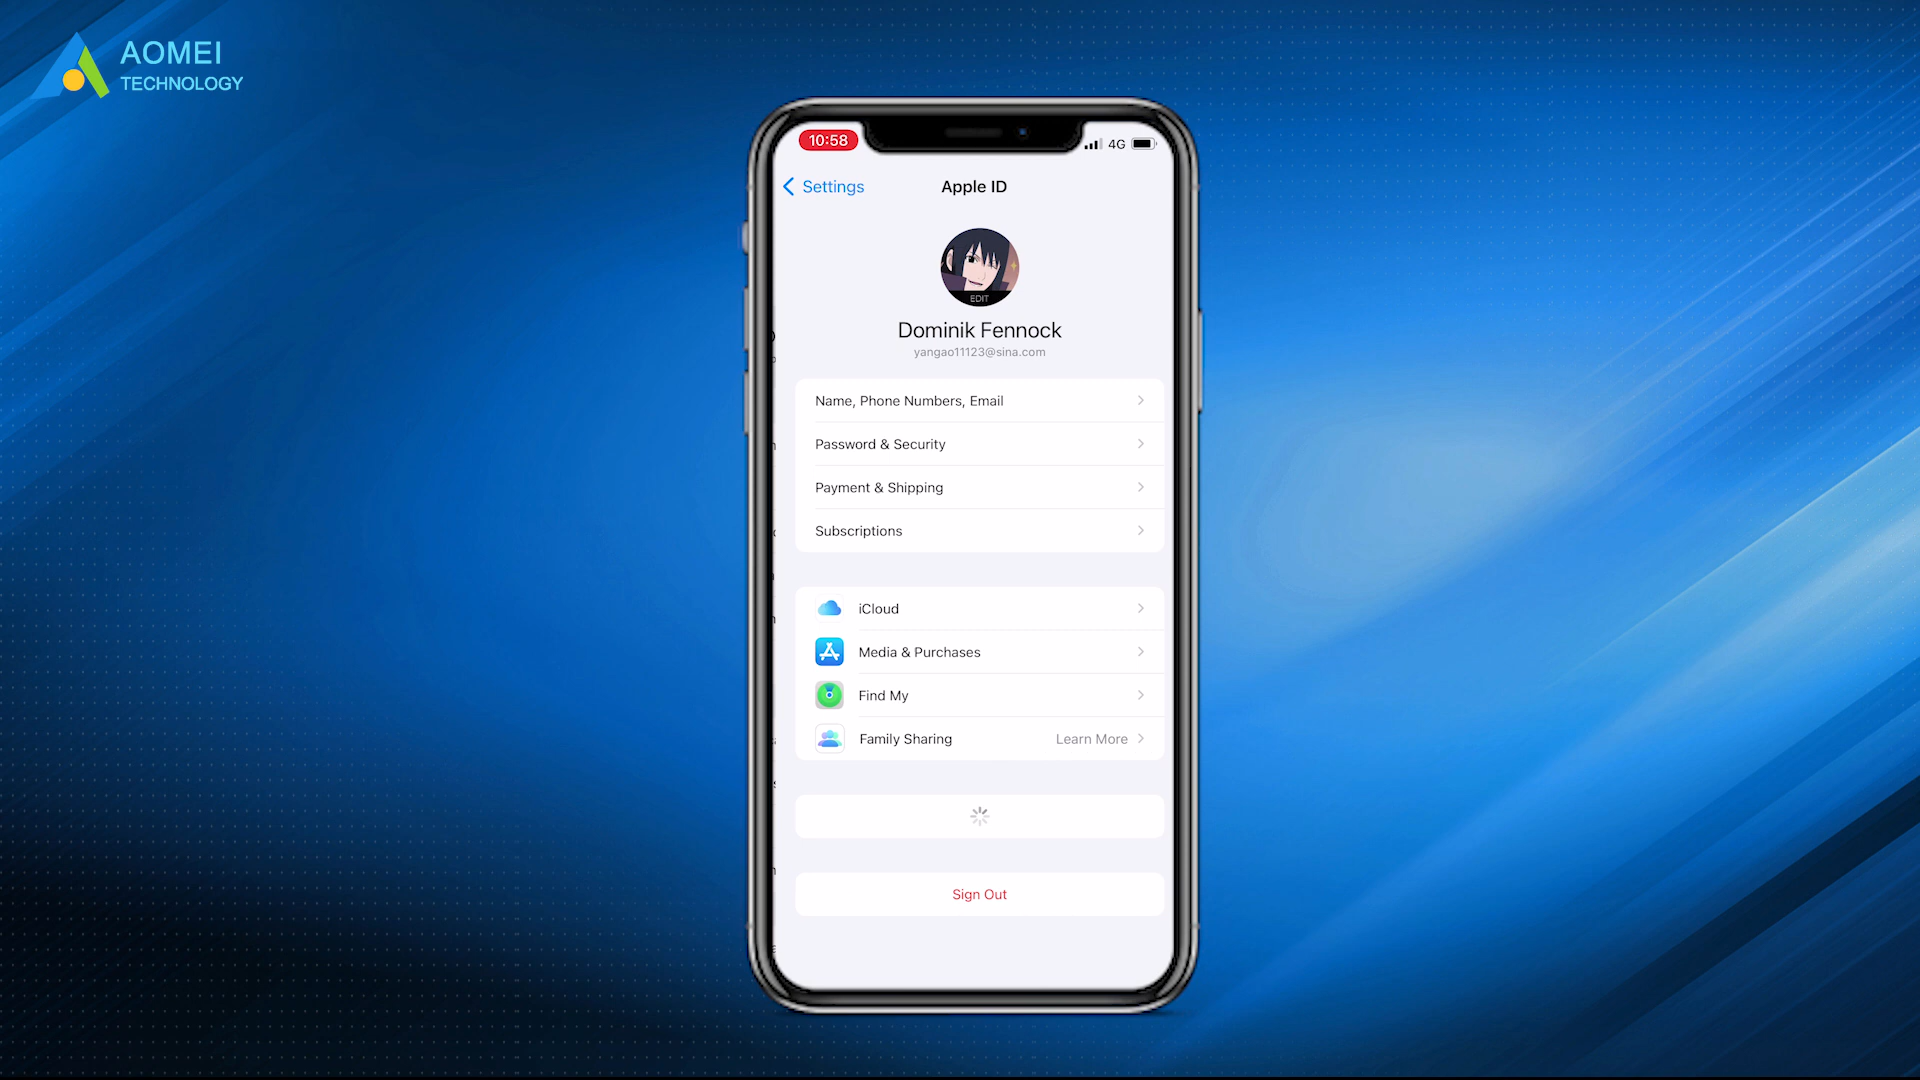 AOMEI
TECHNOLOGY
10:58
4G
Settings
Apple ID
EDIT
Dominik Fennock
yangao11123@sina.com
Name, Phone Numbers, Email
Password & Security
Payment & Shipping
Subscriptions
iCloud
Media & Purchases
Find My
Family Sharing Learn More
Sign Out